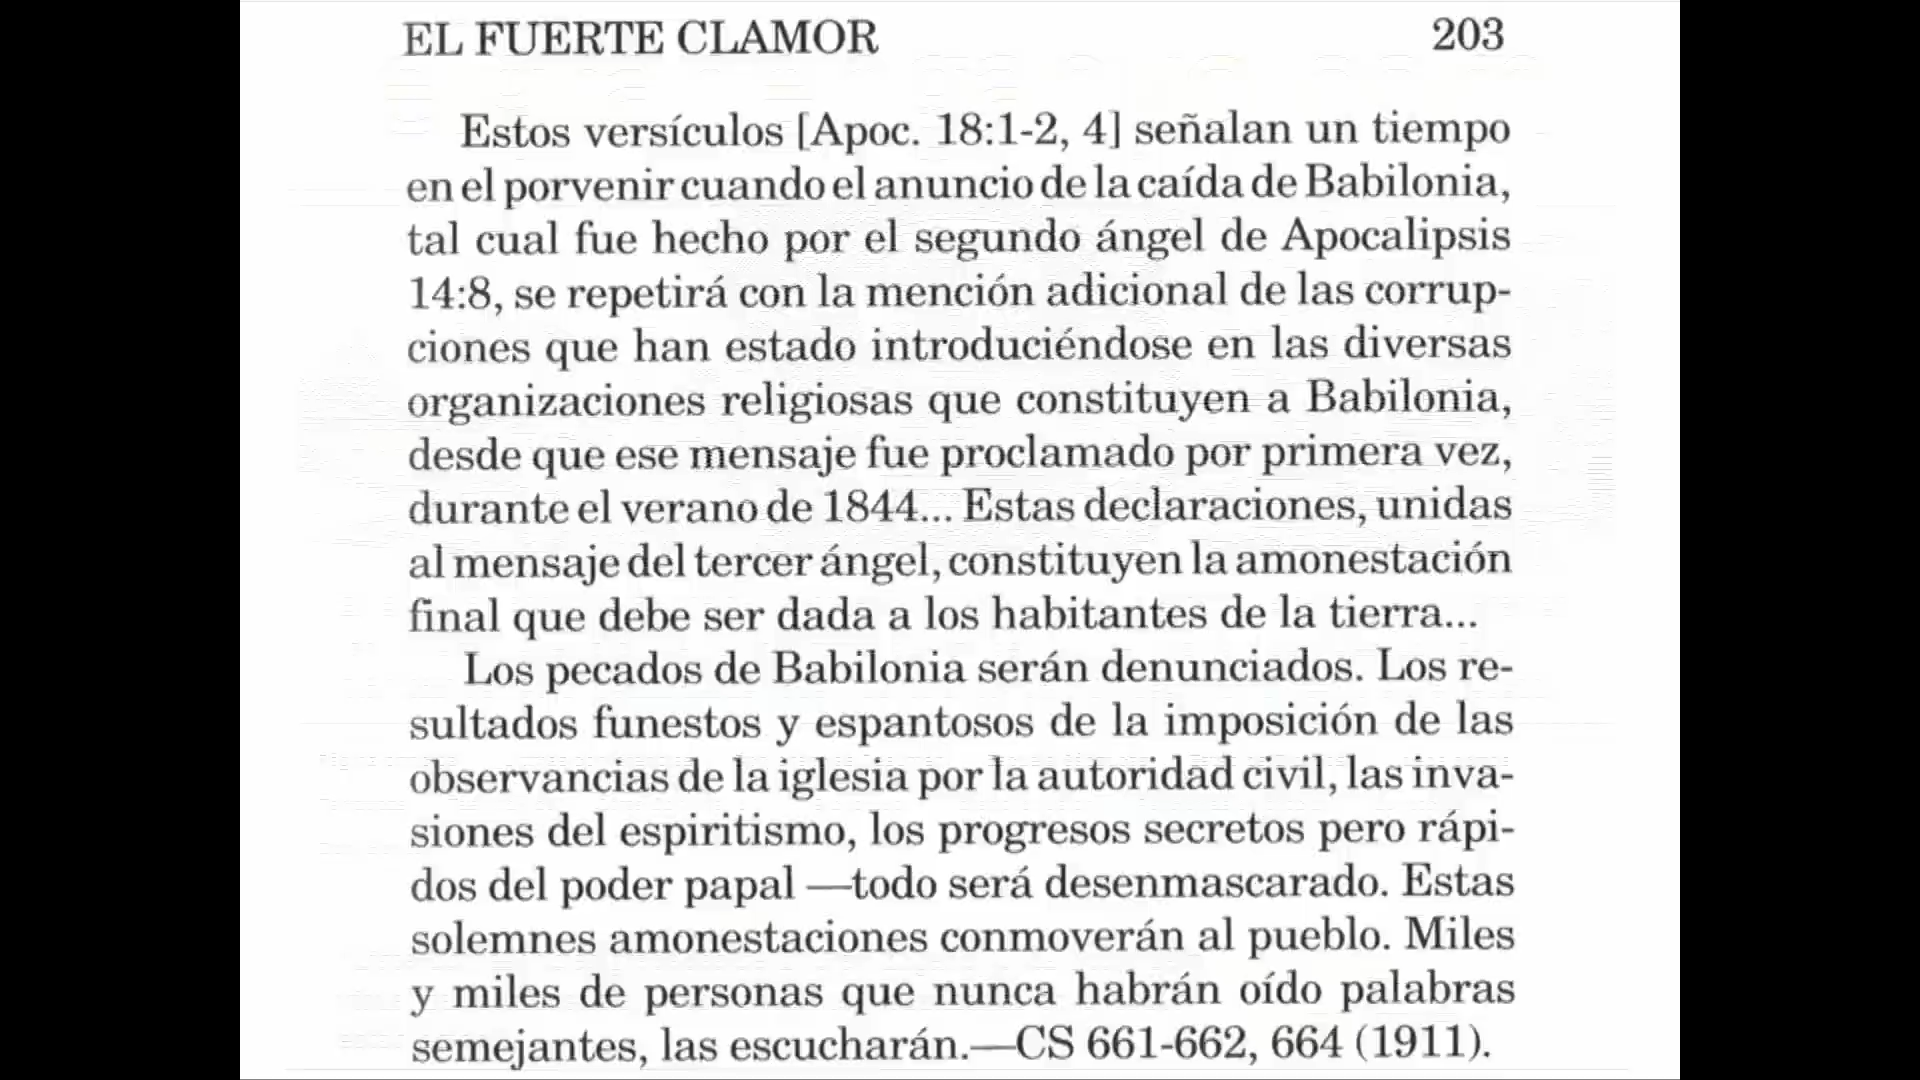 EL FUERTE CLAMOR 203
Estos versículos [Apoc. 18:1-2, 4] señalan un tiempo
en el porvenir cuando el anuncio de la caída de Babilonia,
tal cual fue hecho por el segundo ángel de Apocalipsis
14:8, se repetirá con la mención adicional de las corrup-
ciones que han estado introduciéndose en las diversas
organizaciones religiosas que constituyen a Babilonia,
desde que ese mensaje fue proclamado por primera vez,
durante el verano de 1844... Estas declaraciones, unidas
al mensaje del tercer ángel, constituyen la amonestación
final que debe ser dada a los habitantes de la tierra...
Los pecados de Babilonia serán denunciados. Los re-
sultados funestos y espantosos de la imposición de las
observancias de la iglesia por la autoridad civil, las inva-
siones del espiritismo, los progresos secretos pero rápi-
dos del poder papal —todo será desenmascarado. Estas
solemnes amonestaciones conmoverán al pueblo. Miles
y miles de personas que nunca habrán oído palabras
semejantes, las escucharán.—CS 661-662, 664 (1911).